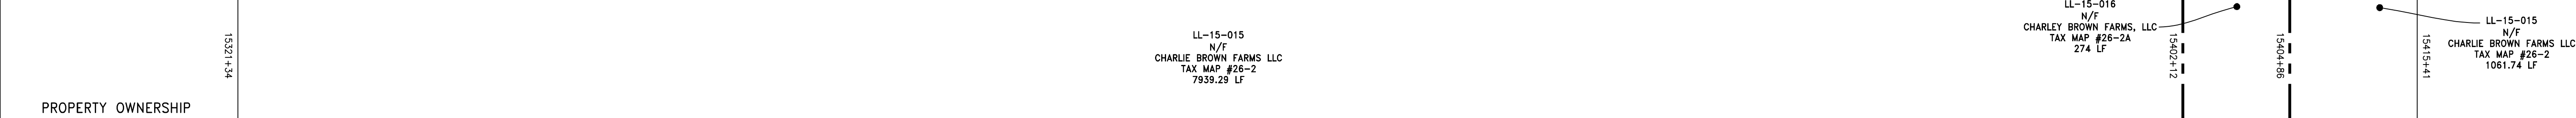 PROPERTY OWNERSHIP
15321+34
LL-15-015
N/F
CHARLIE BROWN FARMS LLC
TAX MAP #26-2
7939.29 LF
LL-15-016
N/F
CHARLEY BROWN FARMS, LLC
TAX MAP #26-2A
274 LF
15402+12
15404+86
15415+41
LL-15-015
N/F
CHARLIE BROWN FARMS LLC
TAX MAP #26-2
1061.74 LF